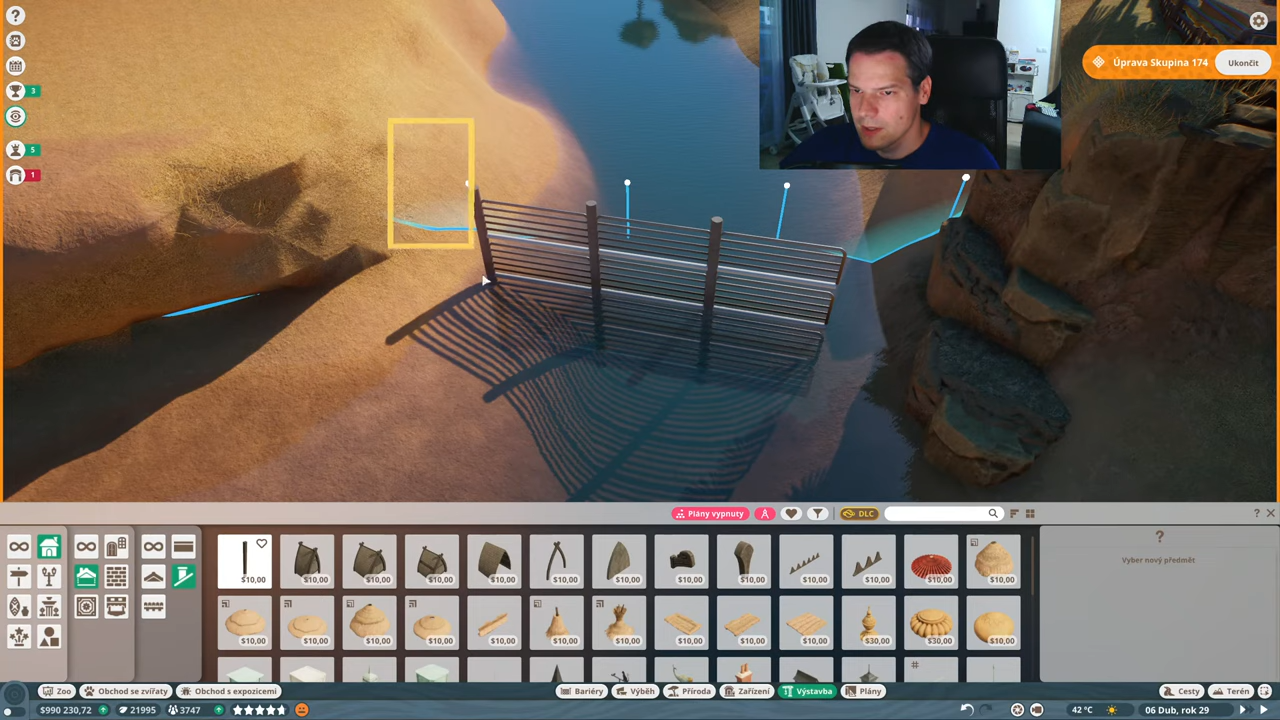 ?
3
5
1
Úprava Skupina 174 Ukončit
Plány vypnuty DLC ? ×
$10,00 $10,00 $10,00 $10,00 $10,00 $10,00 $10,00 $10,00 $10,00 $10,00 $10,00 $10,00 $10,00
$10,00 $10,00 $10,00 $10,00 $10,00 $10,00 $10,00 $10,00 $10,00 $10,00 $30,00 $30,00 $10,00
?
Vyber nový předmět
Zoo Obchod se zvířaty Obchod s expozicemi Bariéry Výběh Příroda Zařízení Výstavba Plány Cesty Terén
$990 230,72 21995 3747 42 °C 06 Dub, rok 29